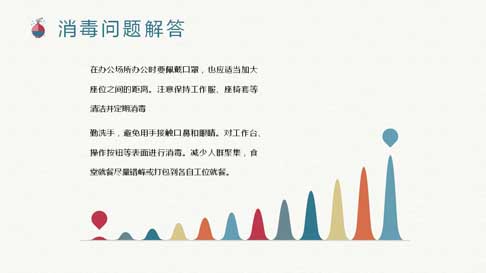 消毒问题解答
在办公场所办公时要佩戴口罩，也应适当加大
座位之间的距离。注意保持工作服、座椅套等
清洁并定期消毒
勤洗手，避免用手接触口鼻和眼睛。对工作台、
操作按钮等表面进行消毒。减少人群聚集，食
堂就餐尽量错峰或打包到各自工位就餐。